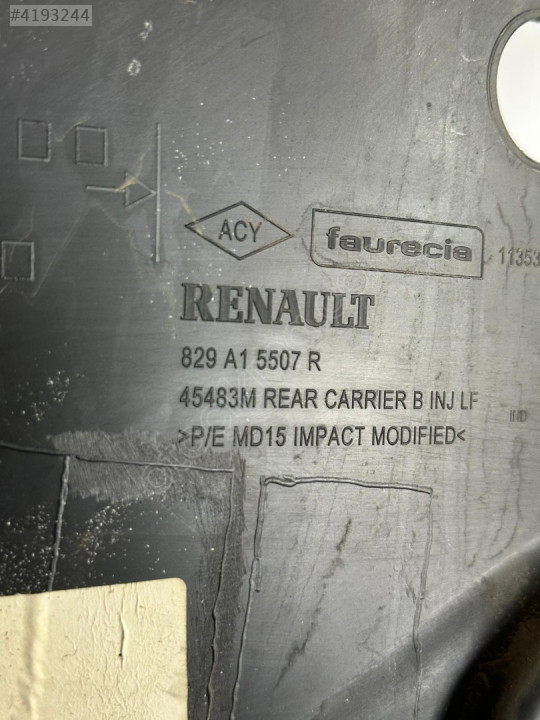 #4193244
ACY
faurecia
11353
RENAULT
829 A1 5507 R
45483M REAR CARRIER B INJ LF
>P/E MD15 IMPACT MODIFIED<